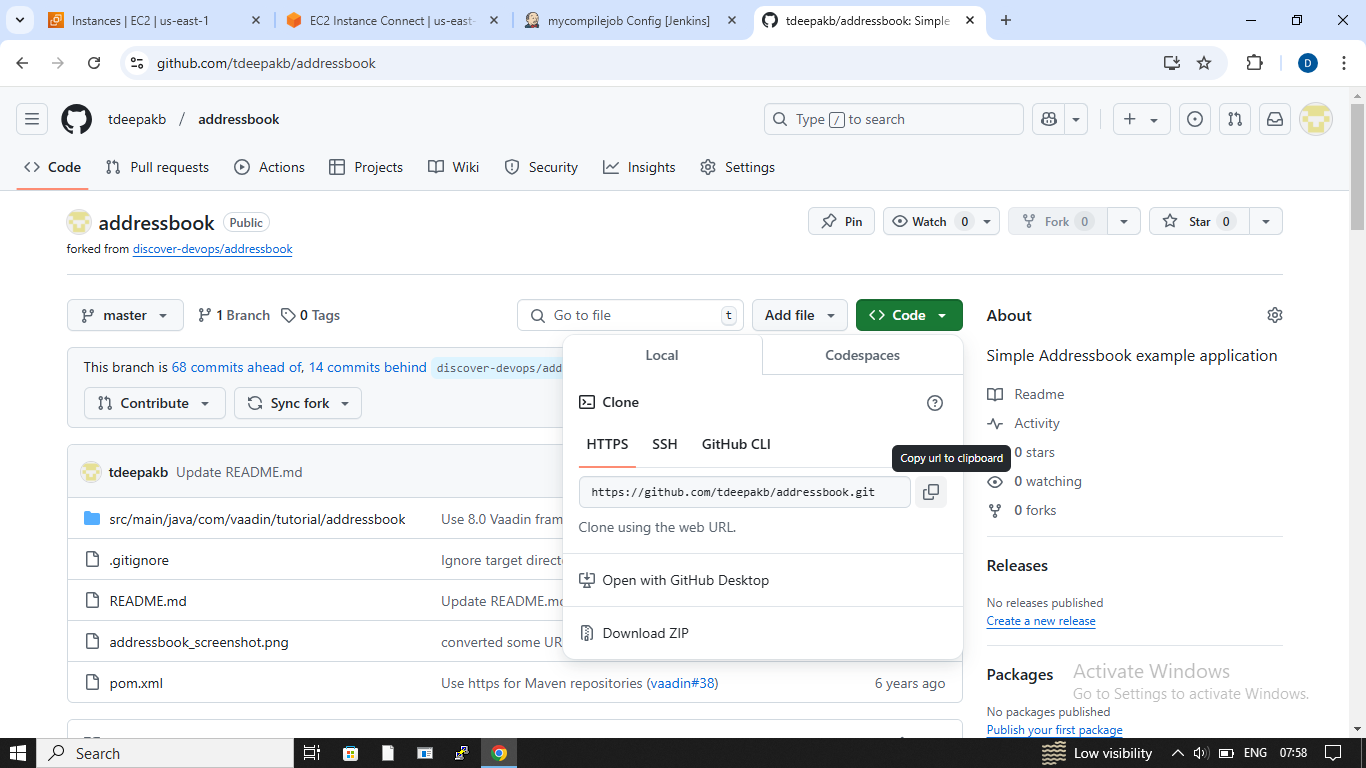 Instances | EC2 | us-east-1
EC2 Instance Connect | us-east-
mycompilejob Config [Jenkins]
tdeepakb/addressbook: Simple
github.com/tdeepakb/addressbook
D
tdeepakb / addressbook
Type / to search
Code Pull requests Actions Projects Wiki Security Insights Settings
addressbook Public
Pin Watch 0 Fork 0 Star 0
forked from discover-devops/addressbook
master 1 Branch 0 Tags
Go to file t Add file Code
About
Simple Addressbook example application
Readme
Activity
0 stars
0 watching
0 forks
Releases
No releases published
Create a new release
Packages
No packages published
Publish your first package
This branch is 68 commits ahead of, 14 commits behind discover-devops/add
Contribute Sync fork
tdeepakb Update README.md
src/main/java/com/vaadin/tutorial/addressbook Use 8.0 Vaadin fram
.gitignore Ignore target direct
README.md Update README.md
addressbook_screenshot.png converted some UR
pom.xml Use https for Maven repositories (vaadin#38) 6 years ago
Local Codespaces
Clone
HTTPS SSH GitHub CLI
Copy url to clipboard
https://github.com/tdeepakb/addressbook.git
Clone using the web URL.
Open with GitHub Desktop
Download ZIP
Activate Windows
Go to Settings to activate Windows.
Search
Low visibility ENG 07:58